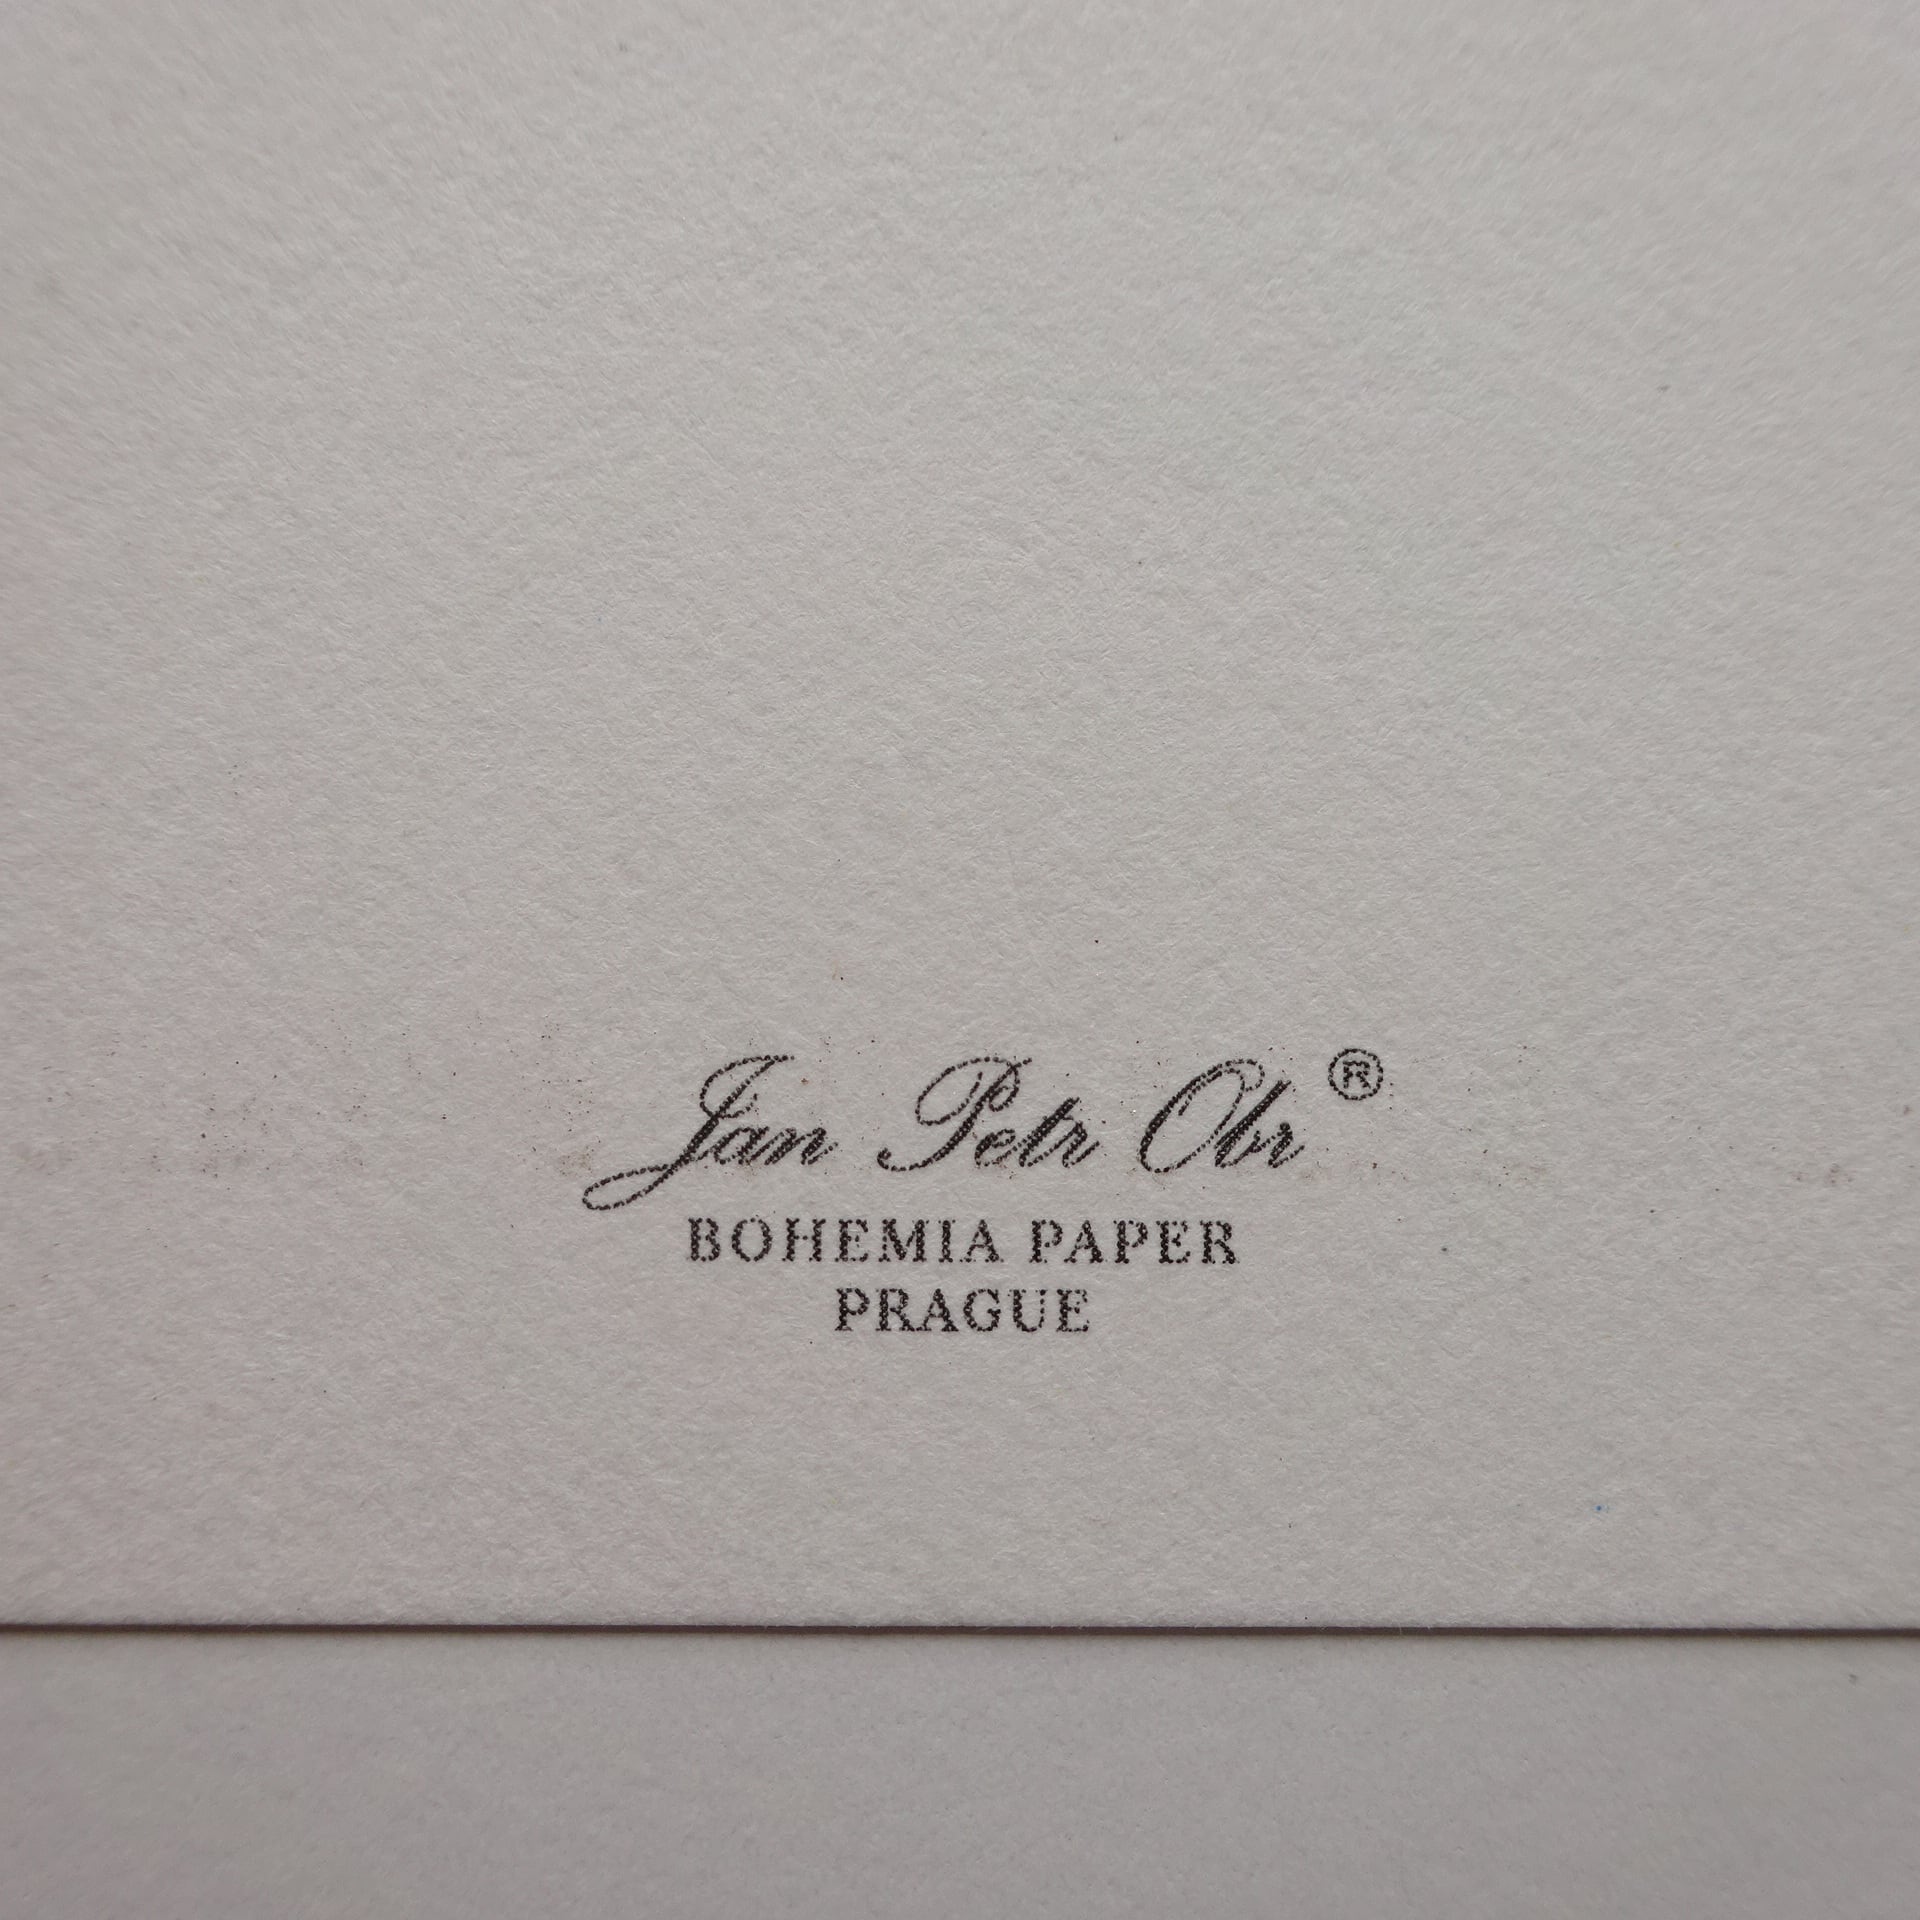 Jan Petr Obr ®
BOHEMIA PAPER
PRAGUE